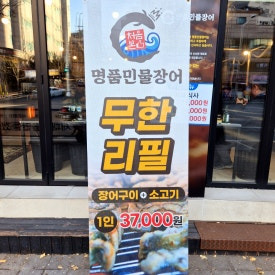 처음
본식
명품민물장어
무한
리필
장어구이+소고기
1인 37,000원